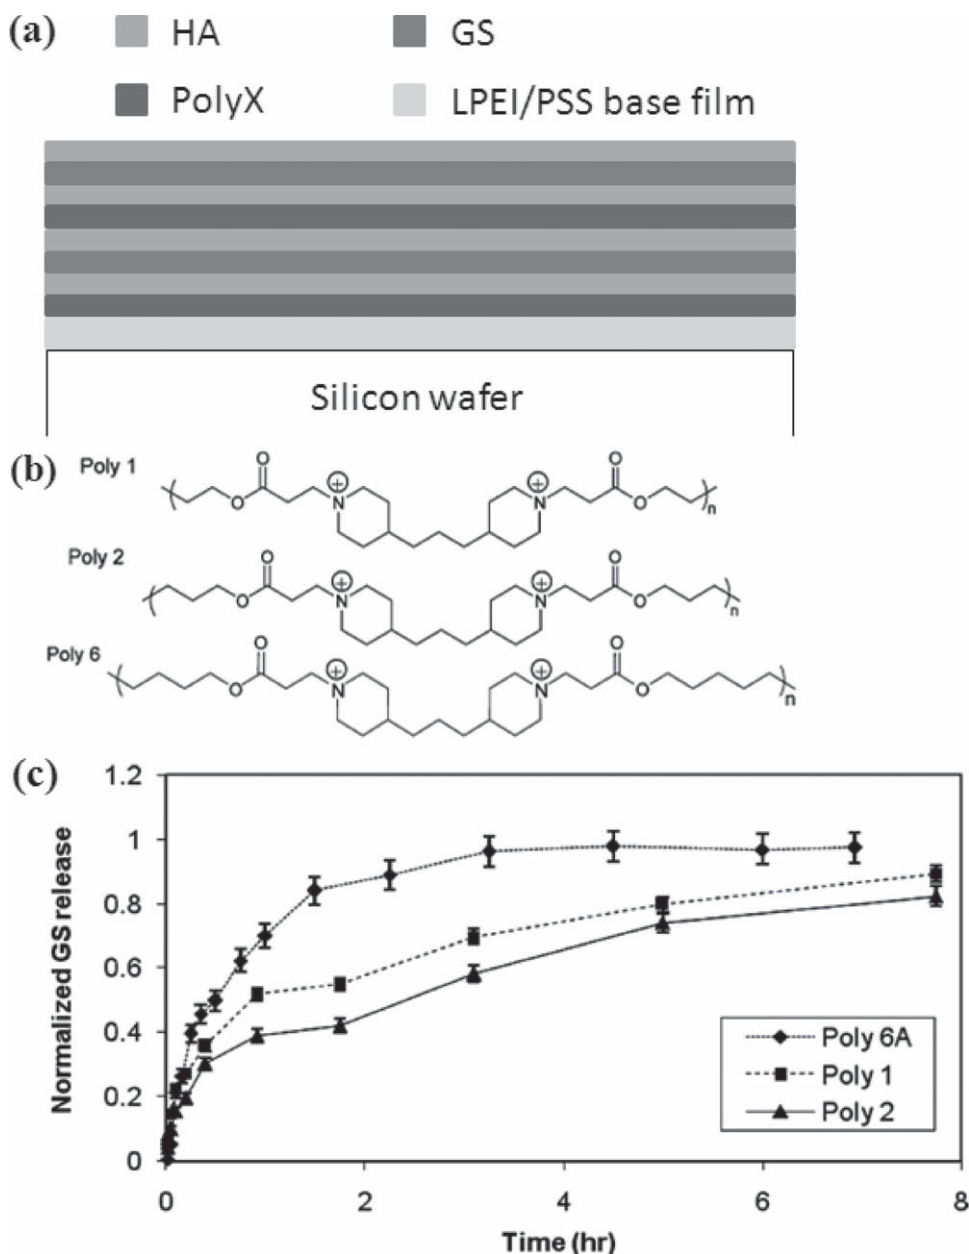 (a)
HA
GS
PolyX
LPEI/PSS base film
Silicon wafer
(b)
Poly 1
O
O
N
+
N
+
O
O
n
Poly 2
O
O
N
+
N
+
O
O
n
Poly 6
O
O
N
+
N
+
O
O
n
(c)
Normalized GS release
1.2
1
0.8
0.6
0.4
0.2
0
Poly 6A
Poly 1
Poly 2
0 2 4 6 8
Time (hr)